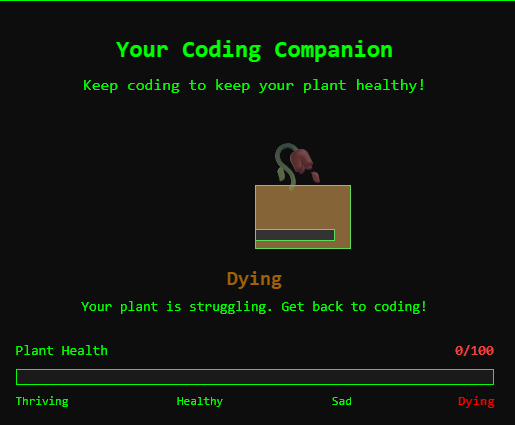 Your Coding Companion
Keep coding to keep your plant healthy!
Dying
Your plant is struggling. Get back to coding!
Plant Health 0/100
Thriving Healthy Sad Dying